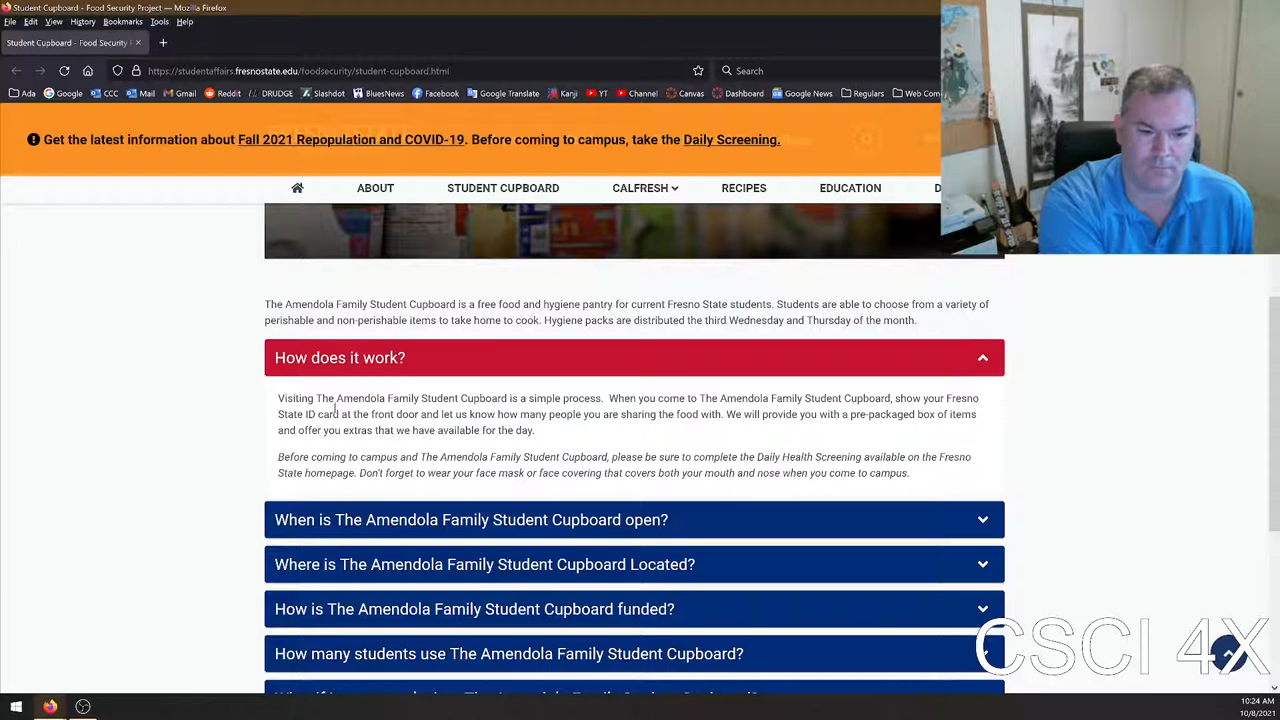 Student Cupboard - Food Security Project — Mozilla Firefox
File Edit View History Bookmarks Tools Help
Student Cupboard - Food Security
https://studentaffairs.fresnostate.edu/foodsecurity/student-cupboard.html
Search
Ada Google CCC Mail Gmail Reddit DRUDGE Slashdot BluesNews Facebook Google Translate Kanji YT Channel Canvas Dashboard Google News Regulars Web Com
Get the latest information about Fall 2021 Repopulation and COVID-19. Before coming to campus, take the Daily Screening.
ABOUT STUDENT CUPBOARD CALFRESH RECIPES EDUCATION D
The Amendola Family Student Cupboard is a free food and hygiene pantry for current Fresno State students. Students are able to choose from a variety of
perishable and non-perishable items to take home to cook. Hygiene packs are distributed the third Wednesday and Thursday of the month.
How does it work?
Visiting The Amendola Family Student Cupboard is a simple process. When you come to The Amendola Family Student Cupboard, show your Fresno
State ID card at the front door and let us know how many people you are sharing the food with. We will provide you with a pre-packaged box of items
and offer you extras that we have available for the day.
Before coming to campus and The Amendola Family Student Cupboard, please be sure to complete the Daily Health Screening available on the Fresno
State homepage. Don't forget to wear your face mask or face covering that covers both your mouth and nose when you come to campus.
When is The Amendola Family Student Cupboard open?
Where is The Amendola Family Student Cupboard Located?
How is The Amendola Family Student Cupboard funded?
How many students use The Amendola Family Student Cupboard?
CSCI 4X
10:24 AM
10/8/2021